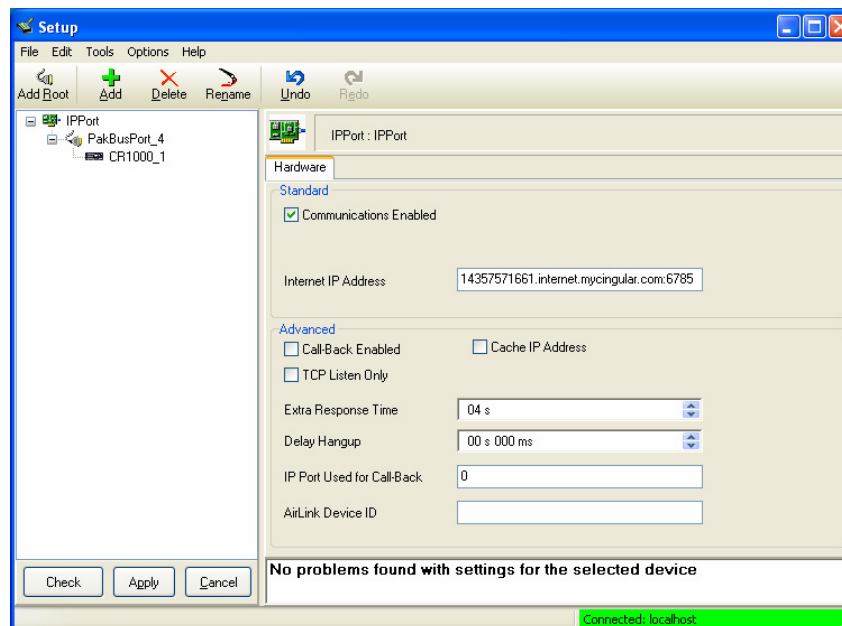 Setup
File Edit Tools Options Help
Add Root Add Delete Rename Undo Redo
IPPort
PakBusPort_4
CR1000_1
IPPort : IPPort
Hardware
Standard
Communications Enabled
Internet IP Address 14357571661.internet.mycingular.com:6785
Advanced
Call-Back Enabled Cache IP Address
TCP Listen Only
Extra Response Time 04 s
Delay Hangup 00 s 000 ms
IP Port Used for Call-Back 0
AirLink Device ID
Check Apply Cancel
No problems found with settings for the selected device
Connected: localhost